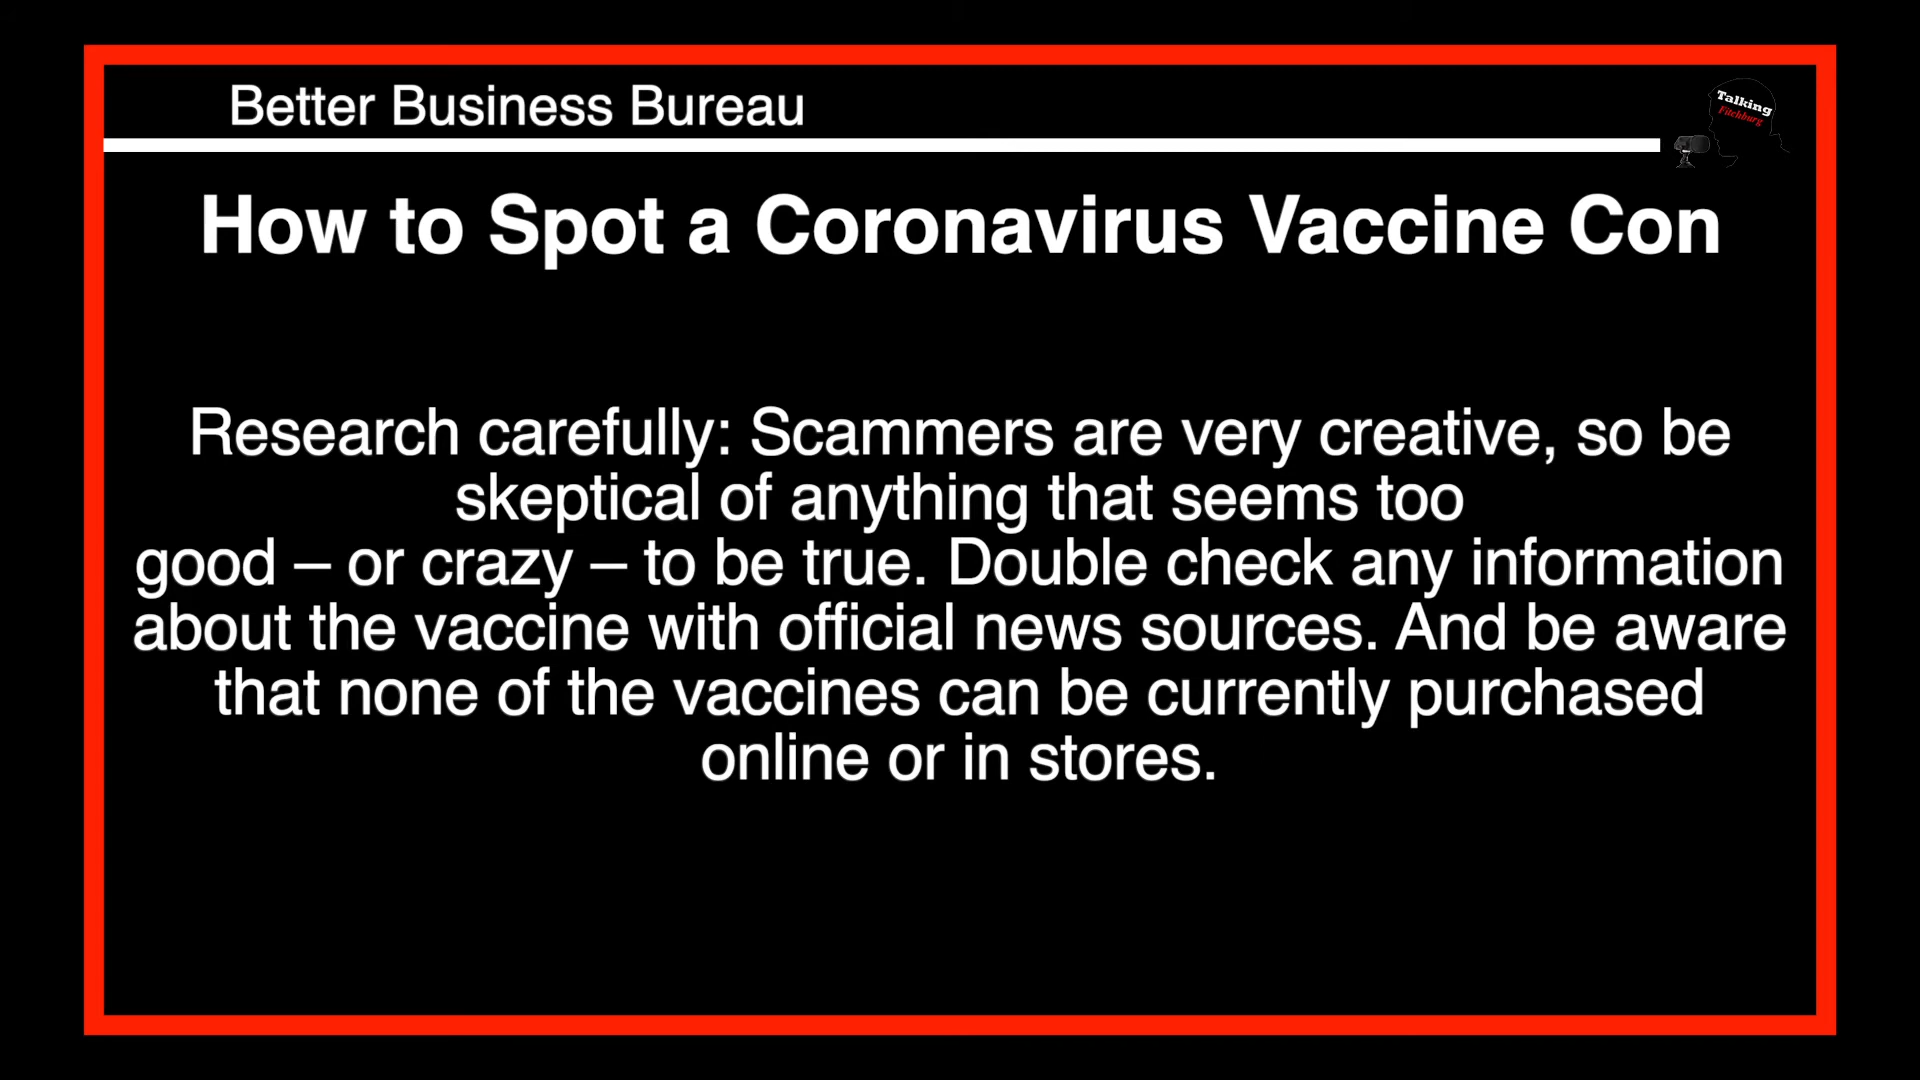 Better Business Bureau
Talking
Fitchburg
How to Spot a Coronavirus Vaccine Con
Research carefully: Scammers are very creative, so be
skeptical of anything that seems too
good – or crazy – to be true. Double check any information
about the vaccine with official news sources. And be aware
that none of the vaccines can be currently purchased
online or in stores.